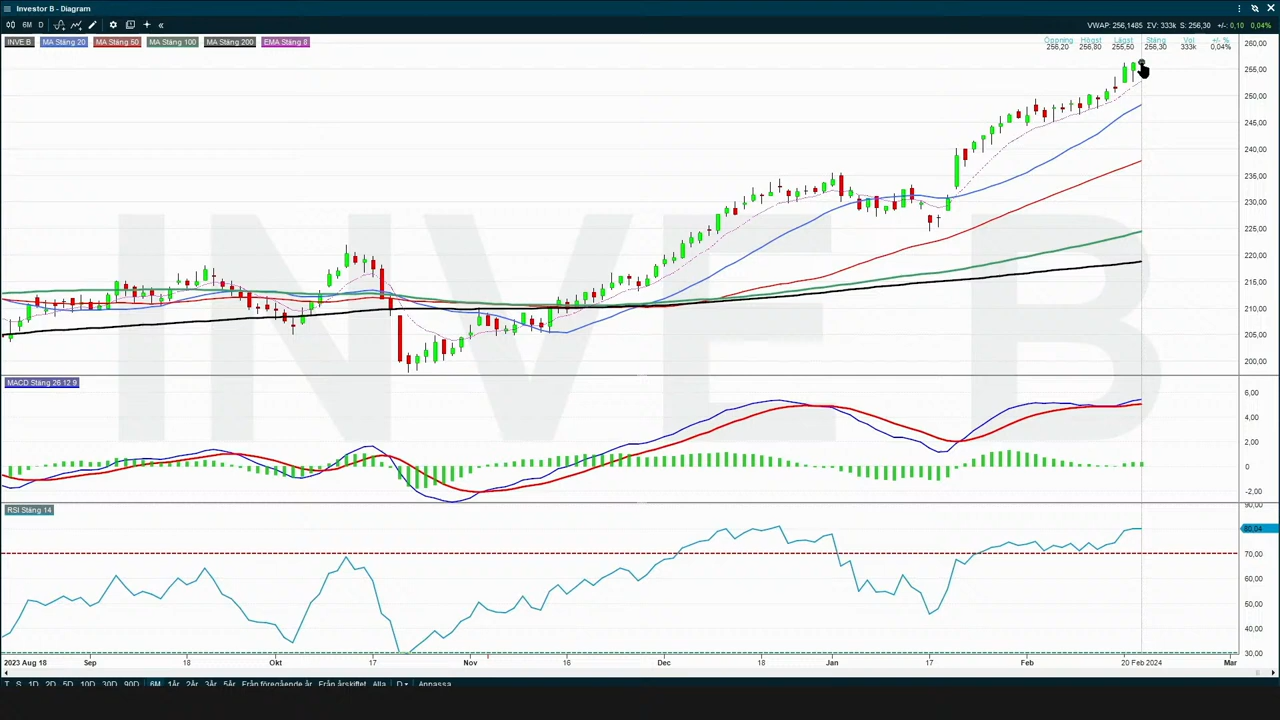 Investor B - Diagram
6M D «
VWAP: 256,1485 ΣV: 333k S: 256,30 +/-: 0,10 0,04%
INVE B MA Stäng 20 MA Stäng 50 MA Stäng 100 MA Stäng 200 EMA Stäng 8
Öppning Högst Lägst Stäng Vol +/- %
256,20 256,80 255,50 256,30 333k 0,04%
260,00
255,00
250,00
245,00
240,00
235,00
230,00
225,00
220,00
215,00
210,00
205,00
200,00
INVE B
MACD Stäng 26 12 9
6,00
4,00
2,00
0
-2,00
RSI Stäng 14
90,00
80,04
70,00
60,00
50,00
40,00
30,00
2023 Aug 18 Sep 18 Okt 17 Nov 16 Dec 18 Jan 17 Feb 20 Feb 2024 Mar
T S 1D 2D 5D 10D 30D 90D 6M 1År 2År 3År 5År Från föregående år Från årskiftet Alla D Anpassa